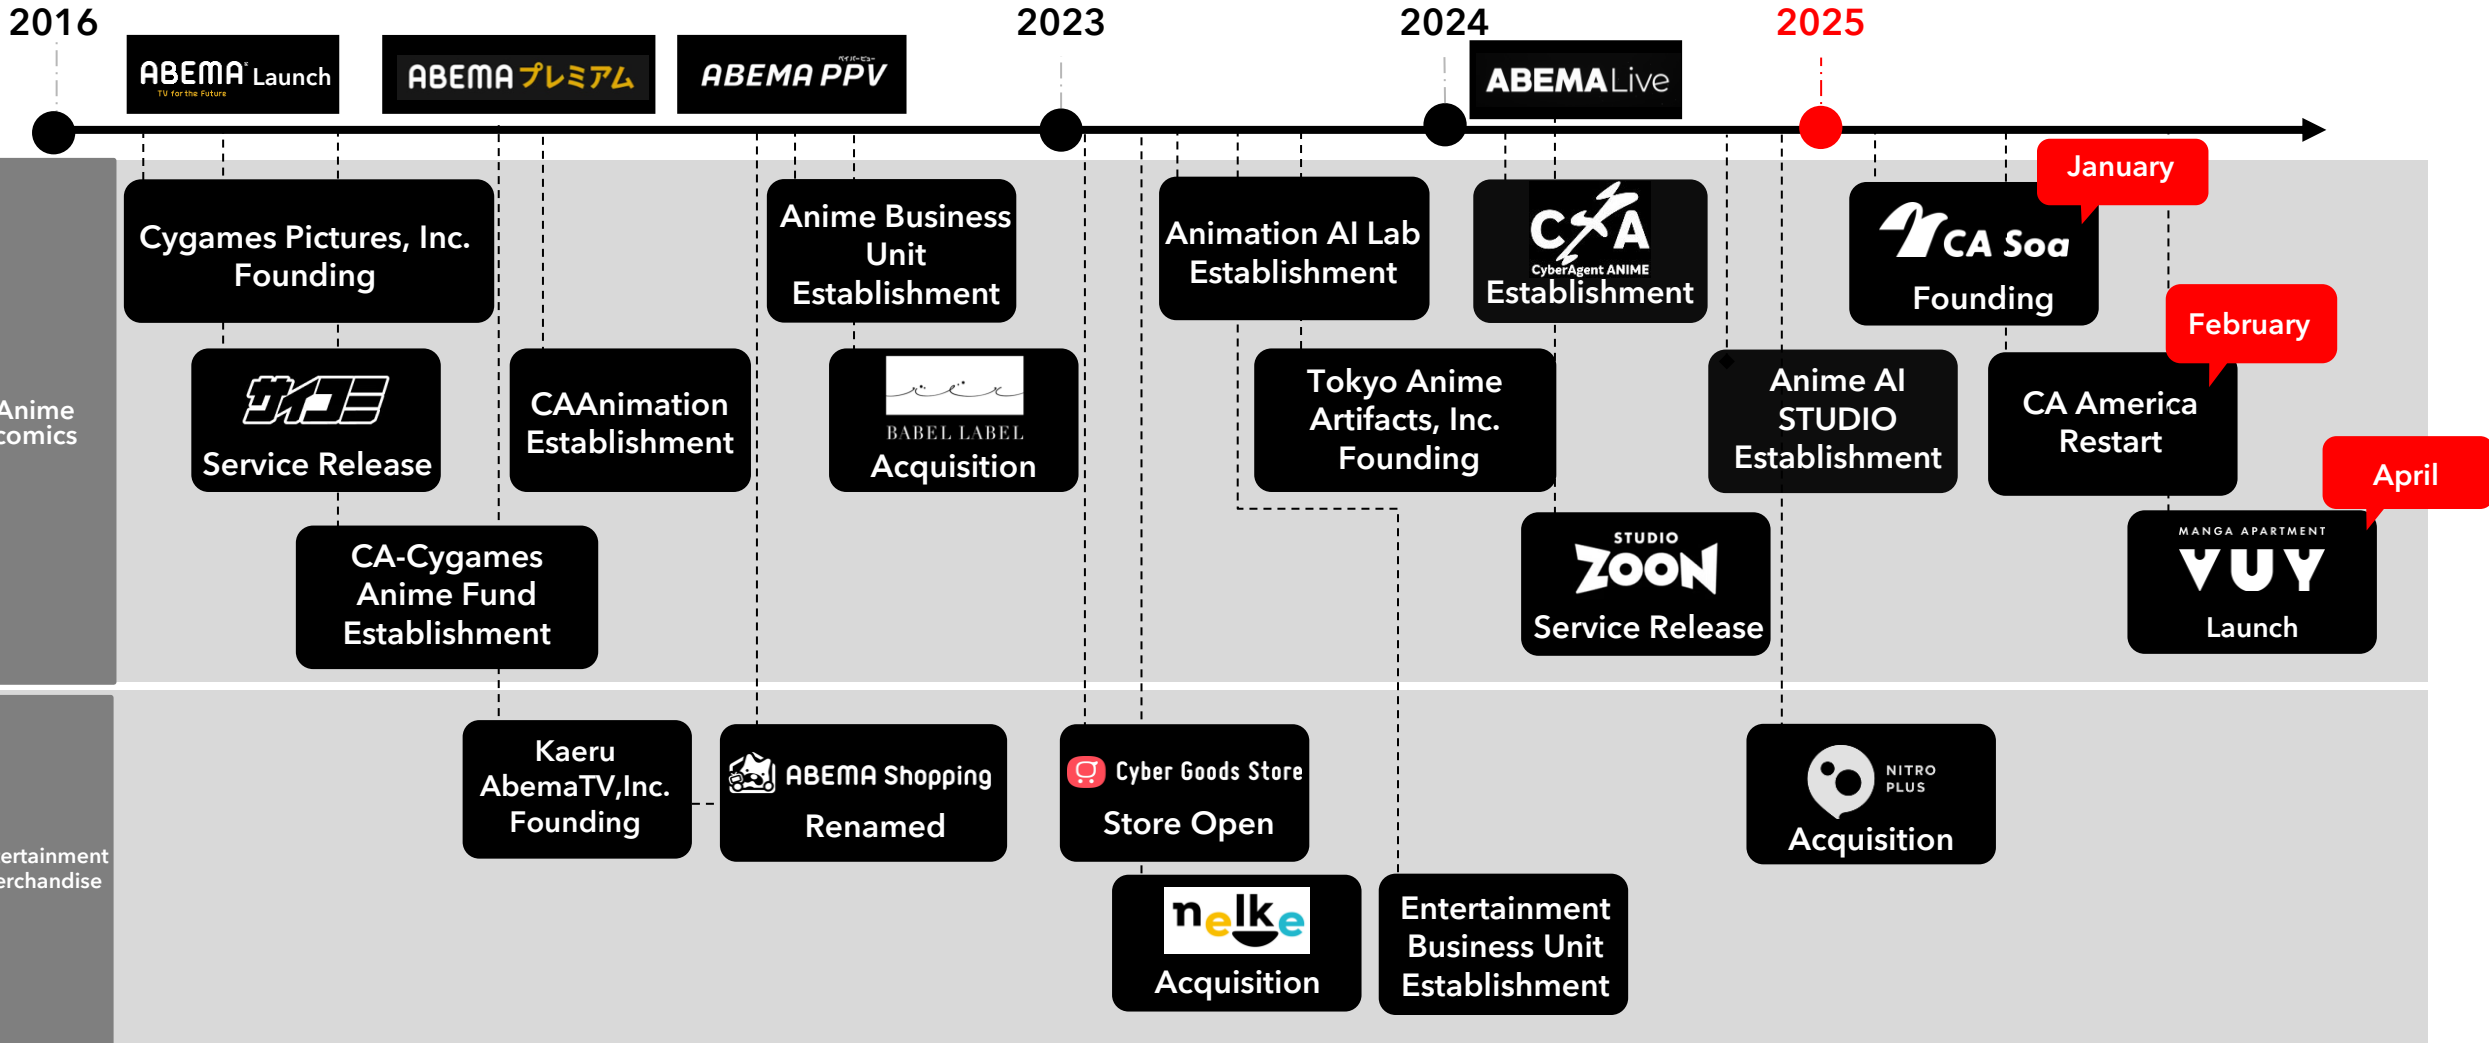 2016
2023
2024
2025
ABEMA Launch
TV for the Future
ABEMA プレミアム
ペイパービュー
ABEMA PPV
ABEMA Live
Cygames Pictures, Inc.
Founding
Anime Business
Unit
Establishment
Animation AI Lab
Establishment
CXA
CyberAgent ANIME
Establishment
January
CA Soa
Founding
February
サイコミ
Service Release
CAAnimation
Establishment
BABEL LABEL
Acquisition
Tokyo Anime
Artifacts, Inc.
Founding
Anime AI
STUDIO
Establishment
CA America
Restart
April
Anime
comics
CA-Cygames
Anime Fund
Establishment
STUDIO
ZOON
Service Release
MANGA APARTMENT
VUY
Launch
Kaeru
AbemaTV,Inc.
Founding
ABEMA Shopping
Renamed
Cyber Goods Store
Store Open
NITRO
PLUS
Acquisition
ertainment
erchandise
nelke
Acquisition
Entertainment
Business Unit
Establishment